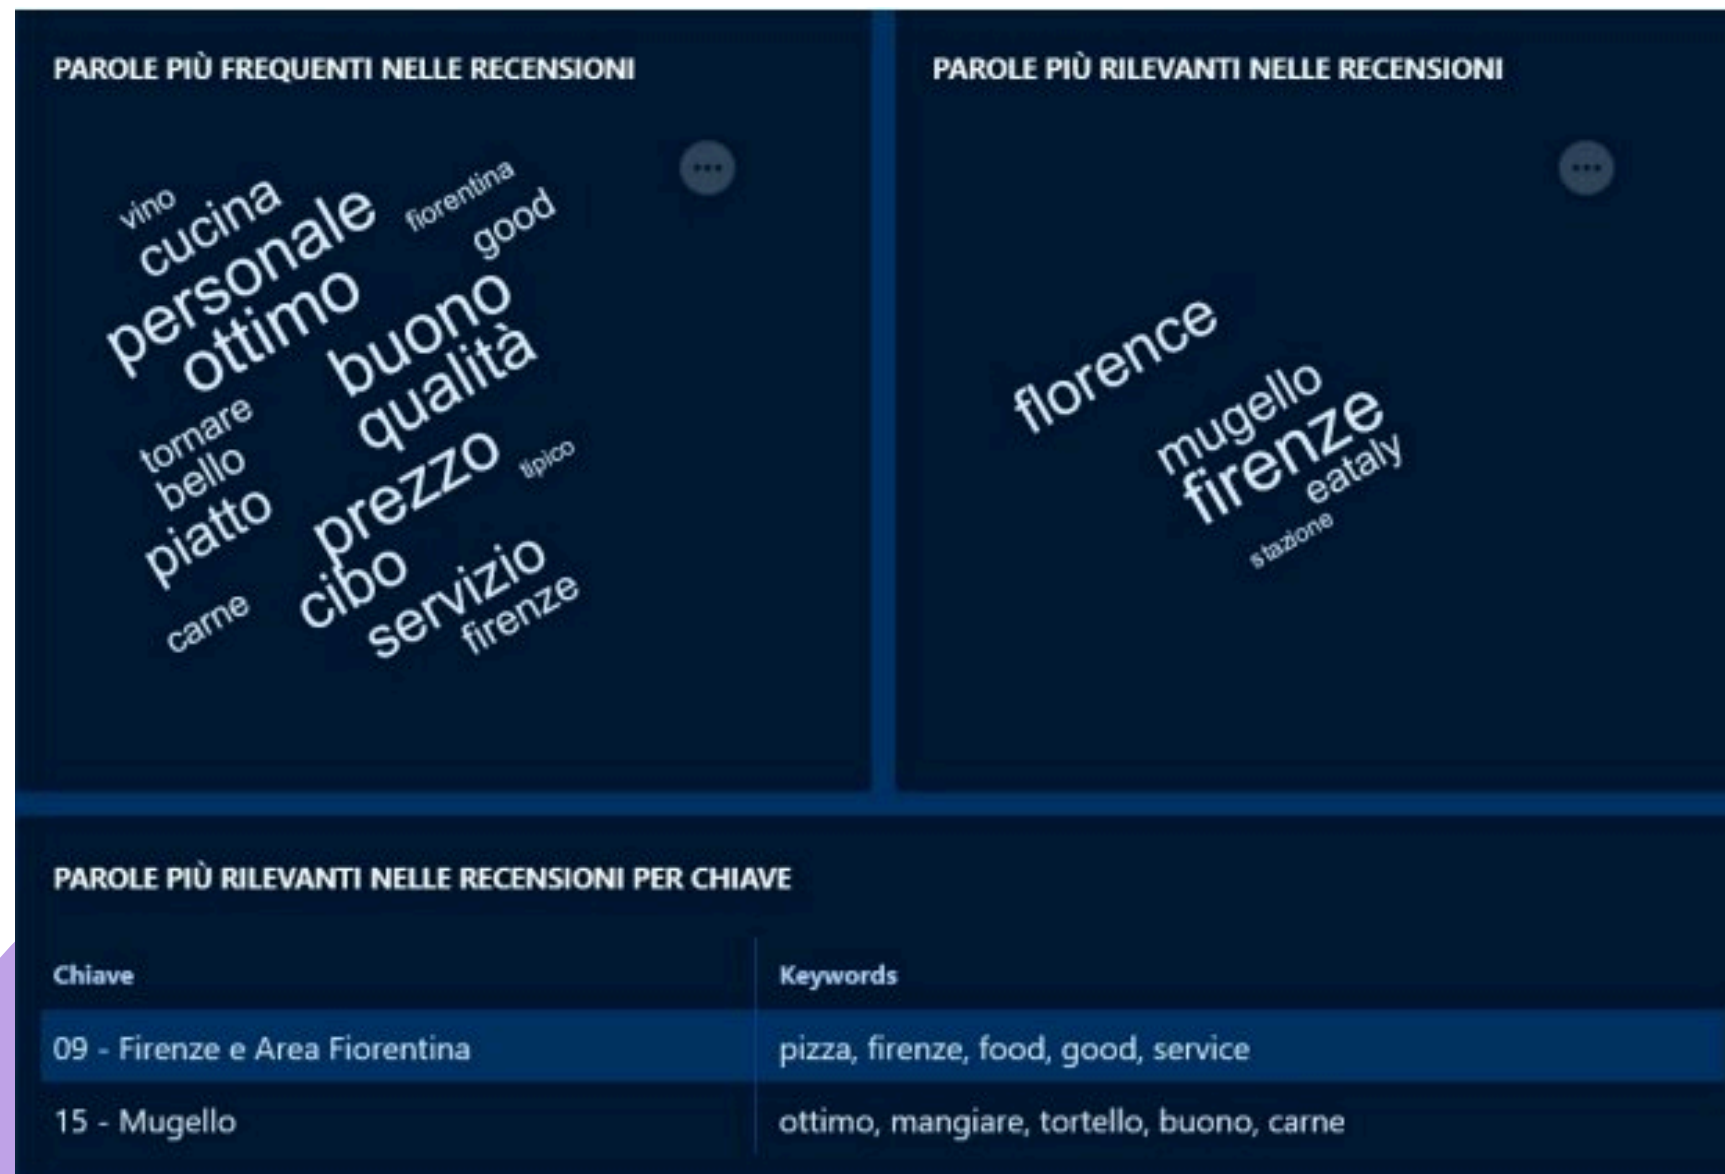 PAROLE PIÙ FREQUENTI NELLE RECENSIONI
vino
cucina
personale
ottimo
fiorentina
good
buono
qualità
tornare
bello
piatto
prezzo
tipico
cibo
servizio
firenze
carne
PAROLE PIÙ RILEVANTI NELLE RECENSIONI
florence
mugello
firenze
eataly
stazione
PAROLE PIÙ RILEVANTI NELLE RECENSIONI PER CHIAVE
Chiave Keywords
09 - Firenze e Area Fiorentina pizza, firenze, food, good, service
15 - Mugello ottimo, mangiare, tortello, buono, carne